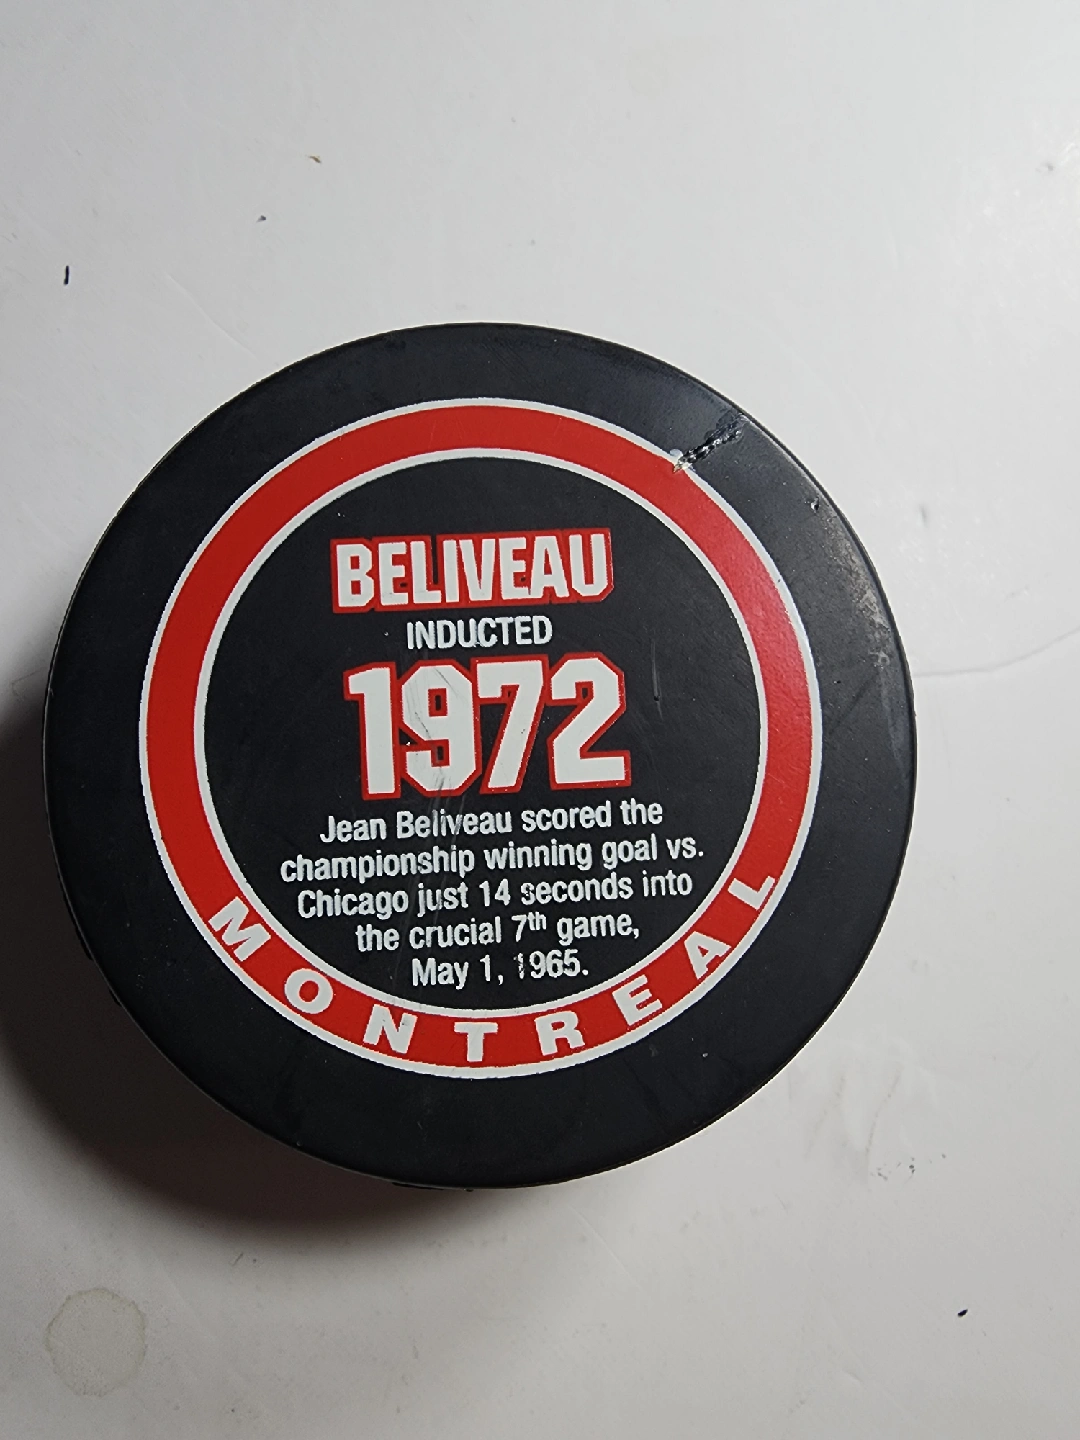 BELIVEAU
INDUCTED
1972
Jean Beliveau scored the
championship winning goal vs.
Chicago just 14 seconds into
the crucial 7th game,
May 1, 1965.
MONTREAL